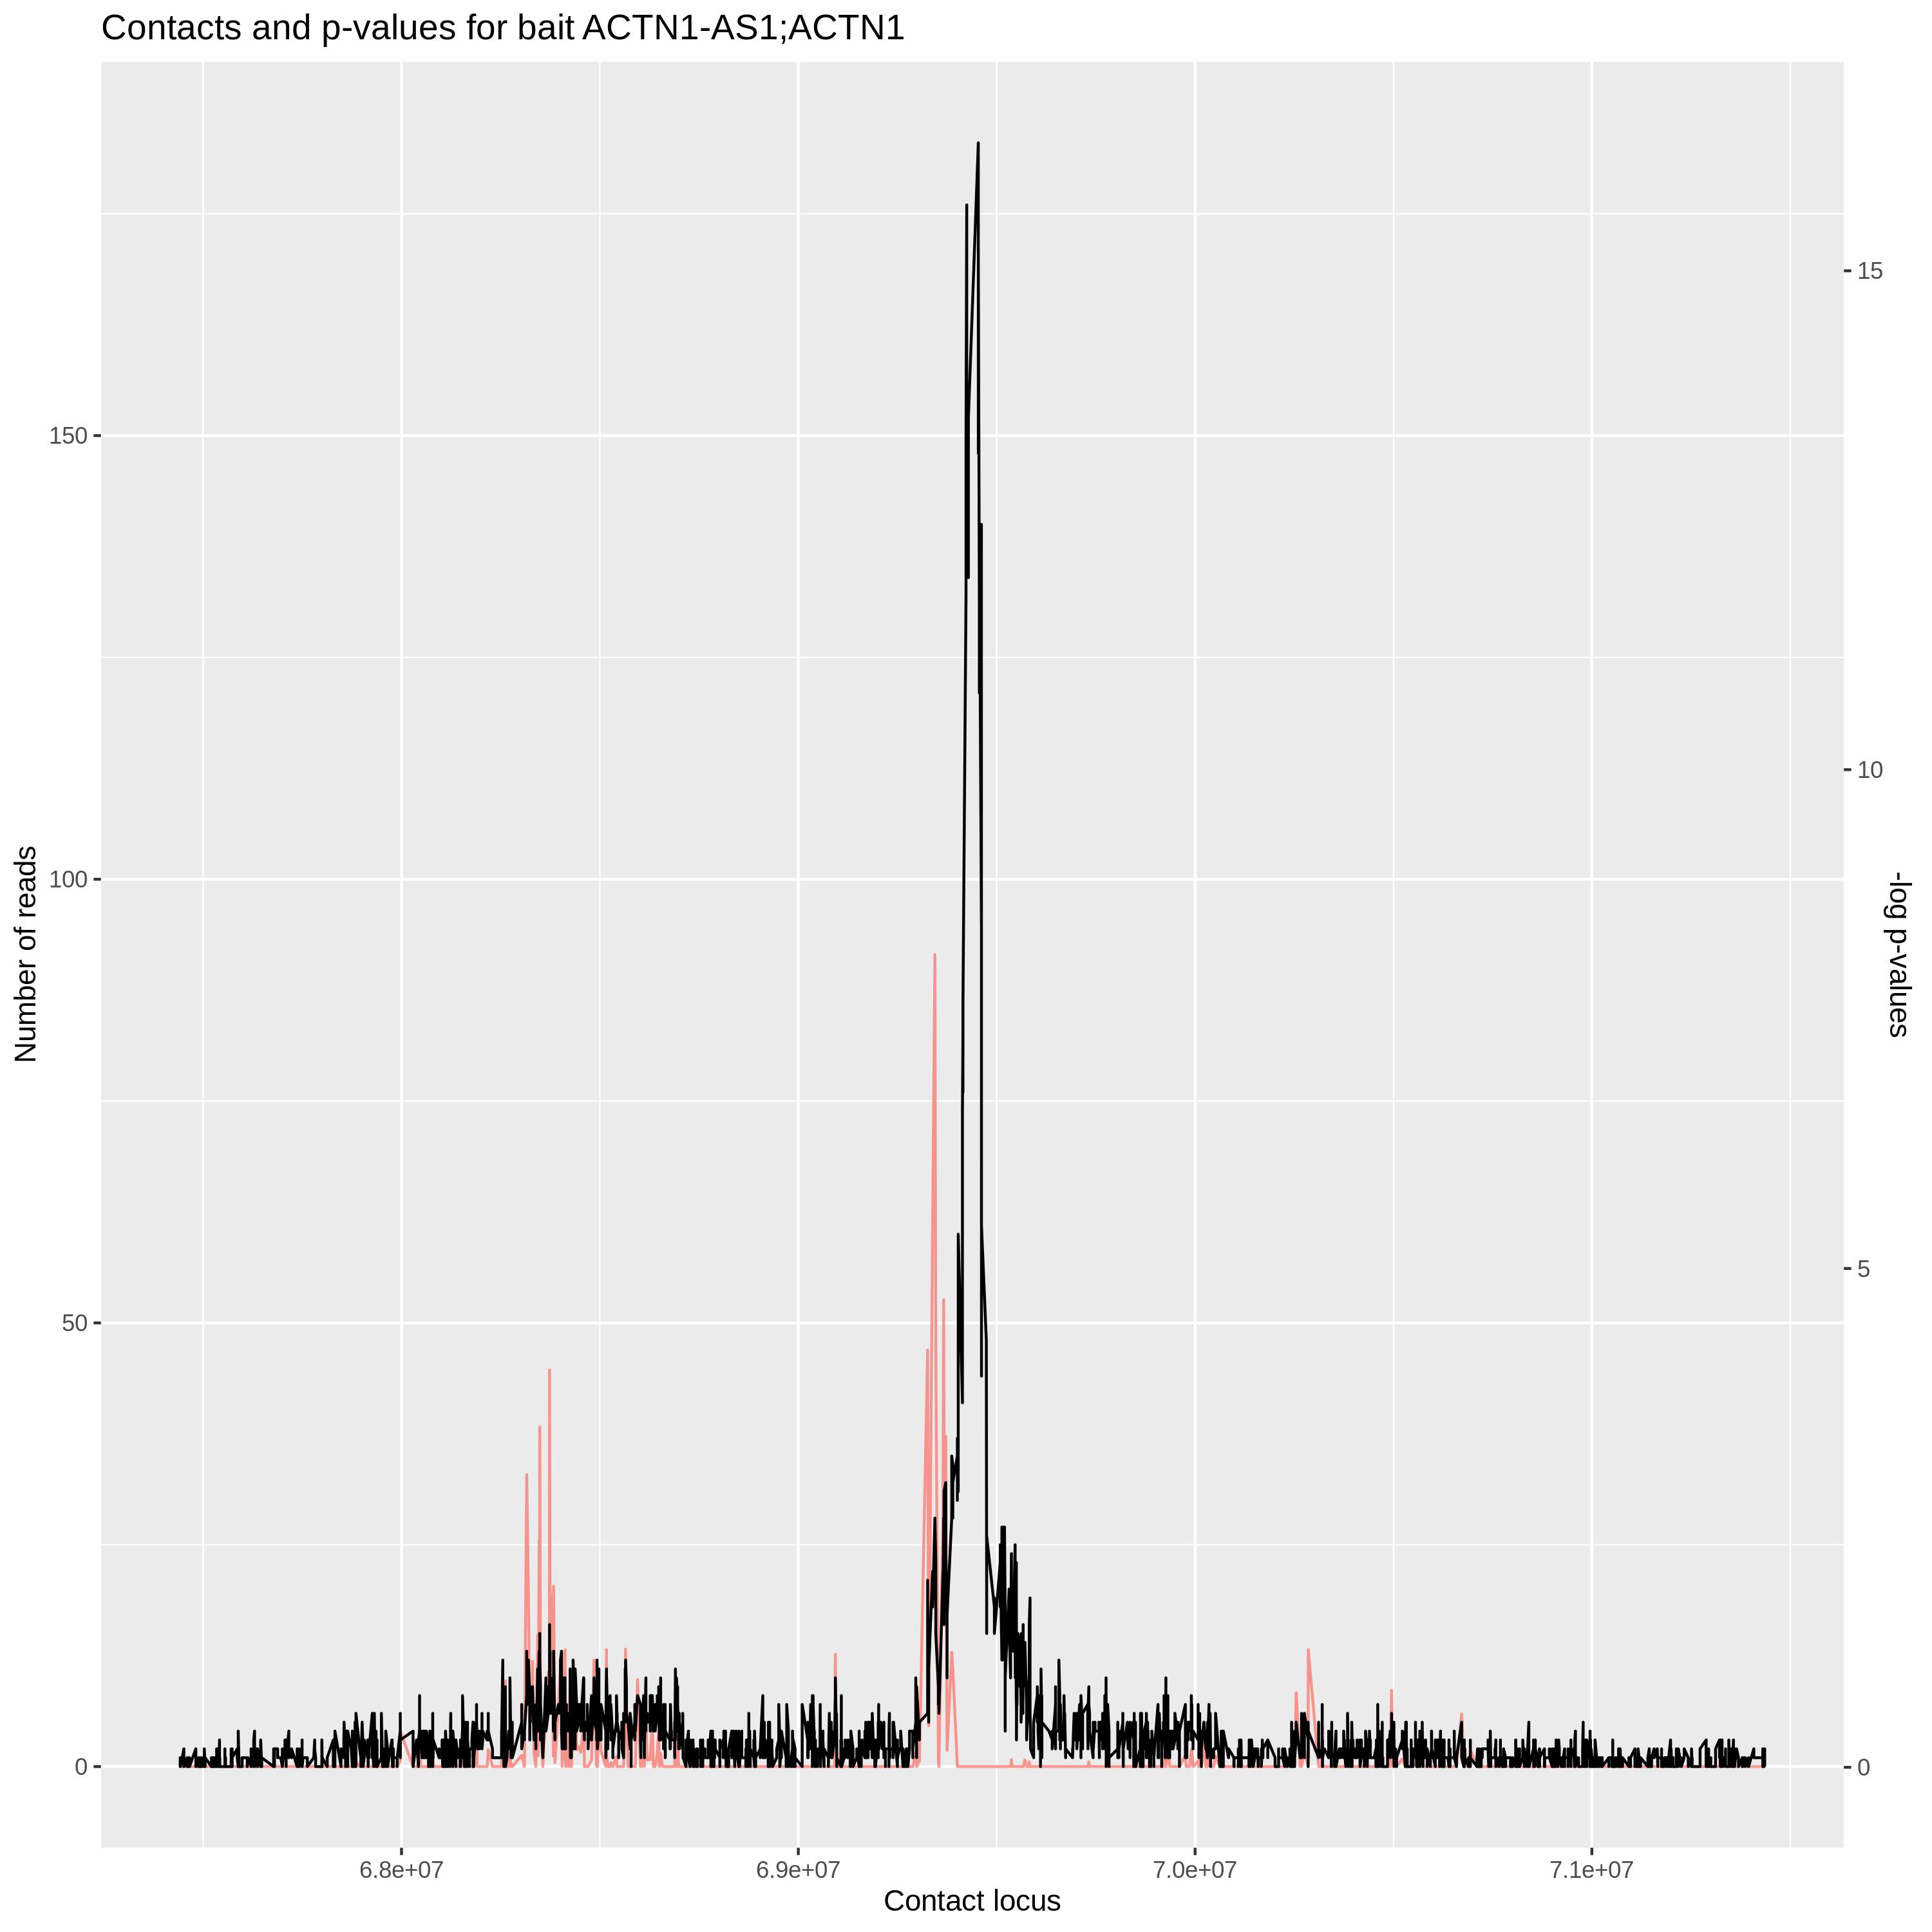 Contacts and p-values for bait ACTN1-AS1;ACTN1
Number of reads
150
100
50
0
15
10
5
0
-log p-values
6.8e+07
6.9e+07
7.0e+07
7.1e+07
Contact locus